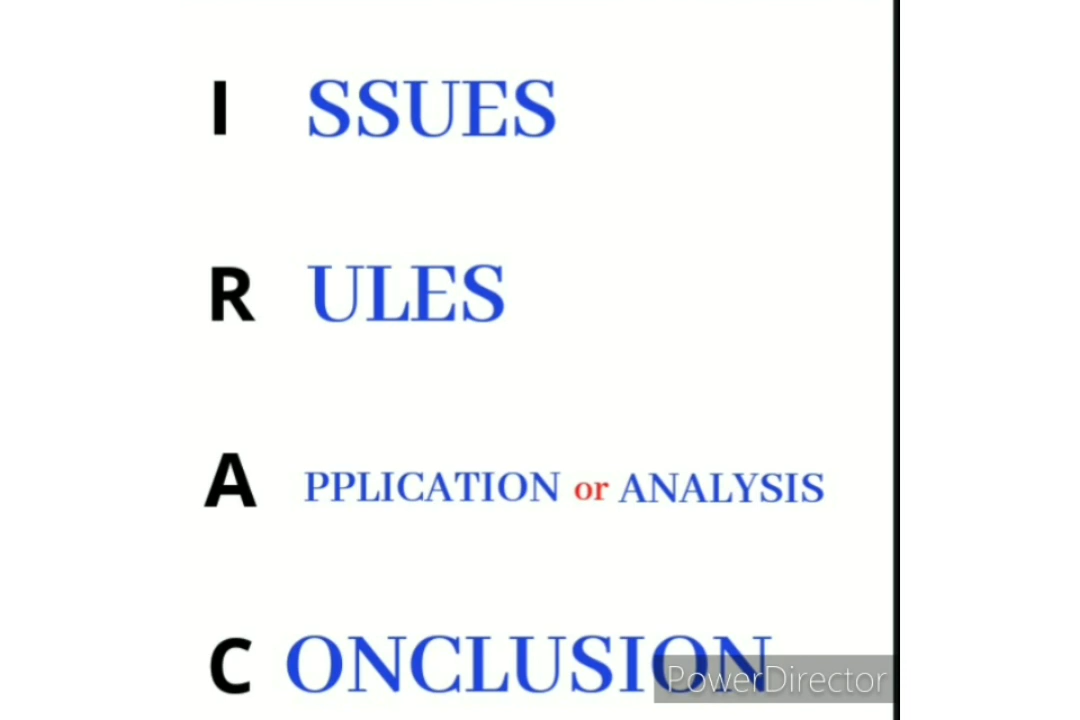 I SSUES
R ULES
A PPLICATION or ANALYSIS
C ONCLUSION
PowerDirector